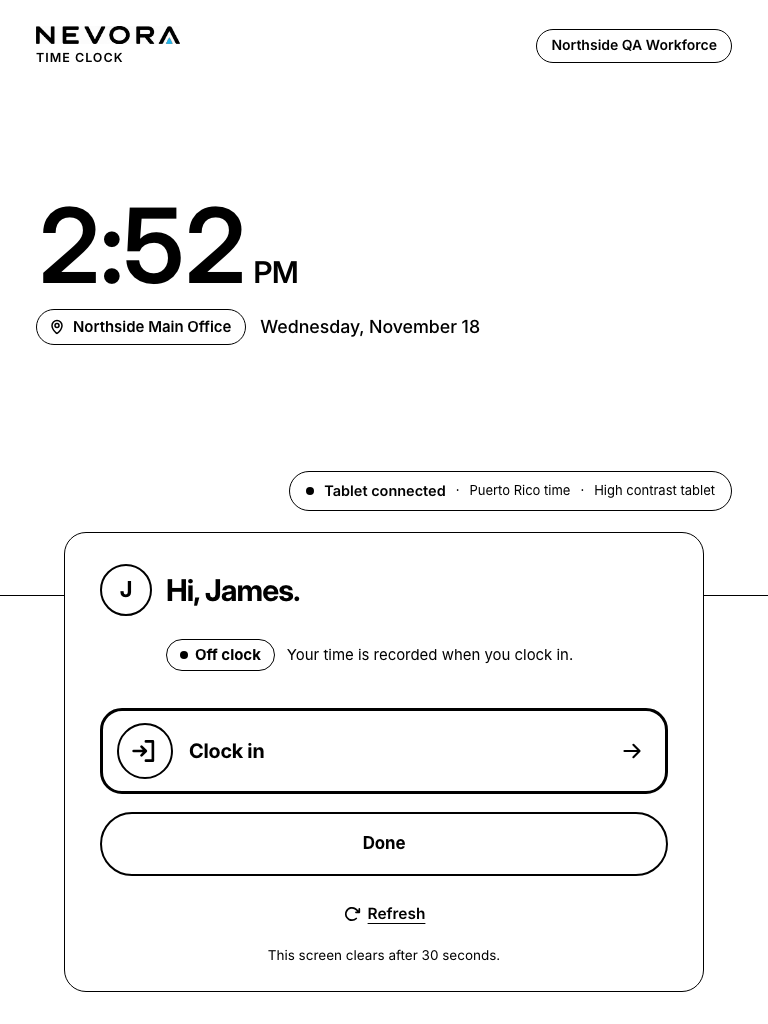 NEVORA
TIME CLOCK
Northside QA Workforce
2:52 PM
Northside Main Office
Wednesday, November 18
Tablet connected · Puerto Rico time · High contrast tablet
J
Hi, James.
Off clock
Your time is recorded when you clock in.
Clock in
Done
Refresh
This screen clears after 30 seconds.